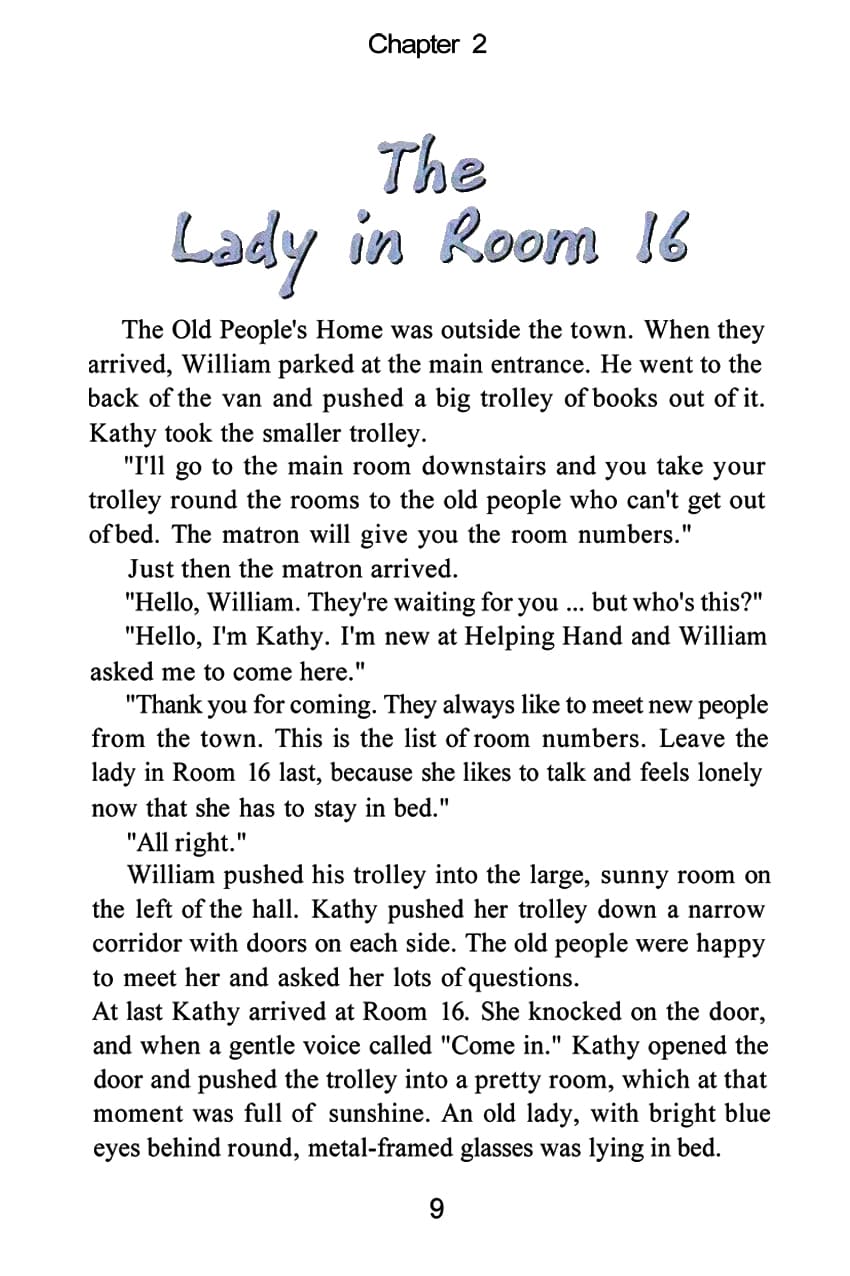 Chapter 2
The
Lady in Room 16
The Old People's Home was outside the town. When they
arrived, William parked at the main entrance. He went to the
back of the van and pushed a big trolley of books out of it.
Kathy took the smaller trolley.
"I'll go to the main room downstairs and you take your
trolley round the rooms to the old people who can't get out
of bed. The matron will give you the room numbers."
Just then the matron arrived.
"Hello, William. They're waiting for you ... but who's this?"
"Hello, I'm Kathy. I'm new at Helping Hand and William
asked me to come here."
"Thank you for coming. They always like to meet new people
from the town. This is the list of room numbers. Leave the
lady in Room 16 last, because she likes to talk and feels lonely
now that she has to stay in bed."
"All right."
William pushed his trolley into the large, sunny room on
the left of the hall. Kathy pushed her trolley down a narrow
corridor with doors on each side. The old people were happy
to meet her and asked her lots of questions.
At last Kathy arrived at Room 16. She knocked on the door,
and when a gentle voice called "Come in." Kathy opened the
door and pushed the trolley into a pretty room, which at that
moment was full of sunshine. An old lady, with bright blue
eyes behind round, metal-framed glasses was lying in bed.
9